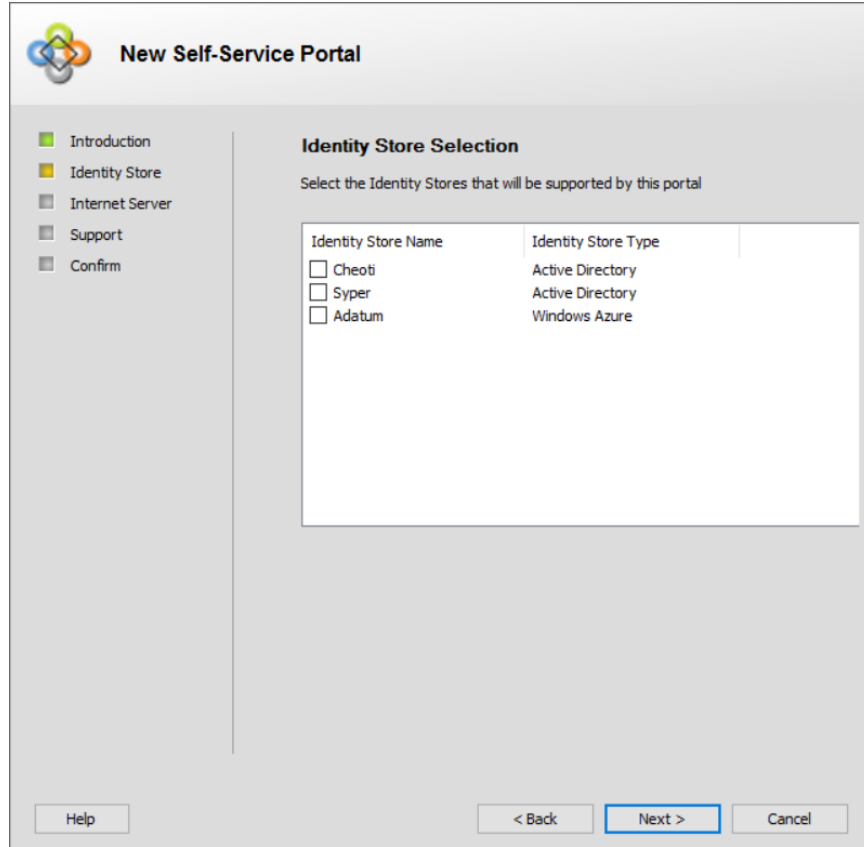 New Self-Service Portal
Introduction
Identity Store
Internet Server
Support
Confirm
Identity Store Selection
Select the Identity Stores that will be supported by this portal
Identity Store Name Identity Store Type
Cheoti Active Directory
Syper Active Directory
Adatum Windows Azure
Help < Back Next > Cancel